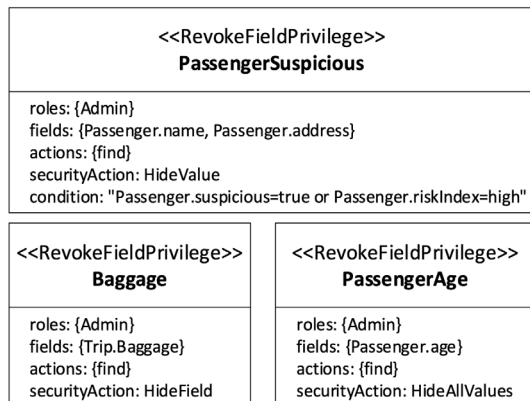 <<RevokeFieldPrivilege>>
PassengerSuspicious
roles: {Admin}
fields: {Passenger.name, Passenger.address}
actions: {find}
securityAction: HideValue
condition: "Passenger.suspicious=true or Passenger.riskIndex=high"
<<RevokeFieldPrivilege>>
Baggage
roles: {Admin}
fields: {Trip.Baggage}
actions: {find}
securityAction: HideField
<<RevokeFieldPrivilege>>
PassengerAge
roles: {Admin}
fields: {Passenger.age}
actions: {find}
securityAction: HideAllValues